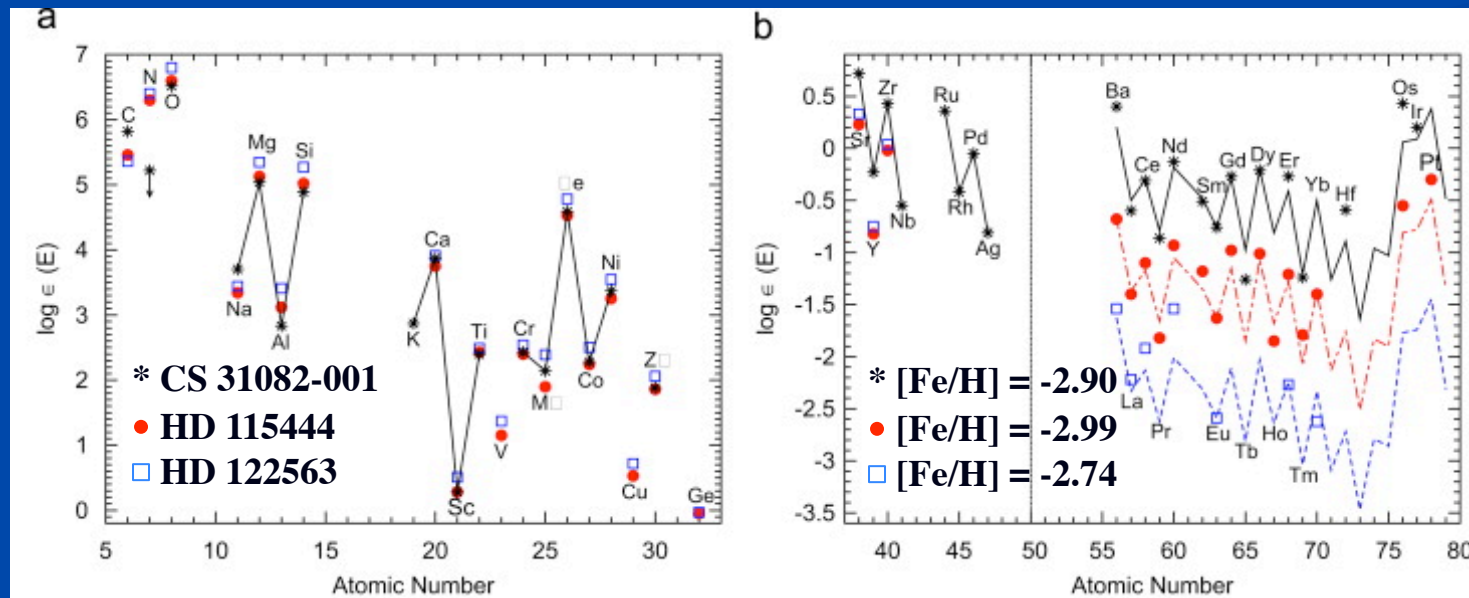 a
log ϵ (E)
7
6
5
4
3
2
1
0
C
N
O
Na
Mg
Al
Si
K
Ca
Sc
Ti
V
Cr
M
e
Co
Ni
Cu
Z
Ge
* CS 31082-001
● HD 115444
□ HD 122563
5 10 15 20 25 30
Atomic Number
b
log ϵ (E)
0.5
0
-0.5
-1
-1.5
-2
-2.5
-3
-3.5
Sr
Y
Zr
Nb
Ru
Rh
Pd
Ag
Ba
La
Ce
Pr
Nd
Sm
Eu
Gd
Tb
Dy
Ho
Er
Tm
Yb
Hf
Os
Ir
Pt
* [Fe/H] = -2.90
● [Fe/H] = -2.99
□ [Fe/H] = -2.74
40 45 50 55 60 65 70 75 80
Atomic Number